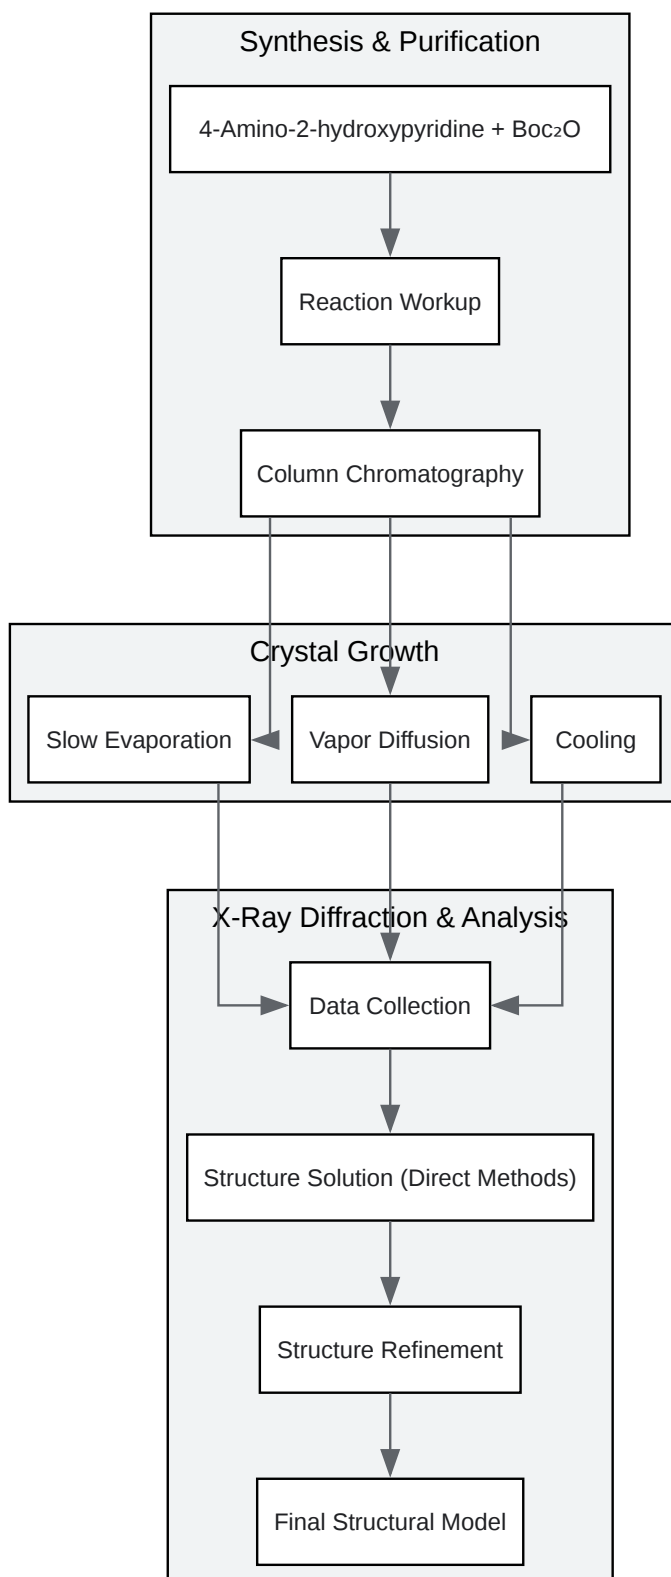 Synthesis & Purification
4-Amino-2-hydroxypyridine + Boc₂O
Reaction Workup
Column Chromatography
Crystal Growth
Slow Evaporation
Vapor Diffusion
Cooling
X-Ray Diffraction & Analysis
Data Collection
Structure Solution (Direct Methods)
Structure Refinement
Final Structural Model